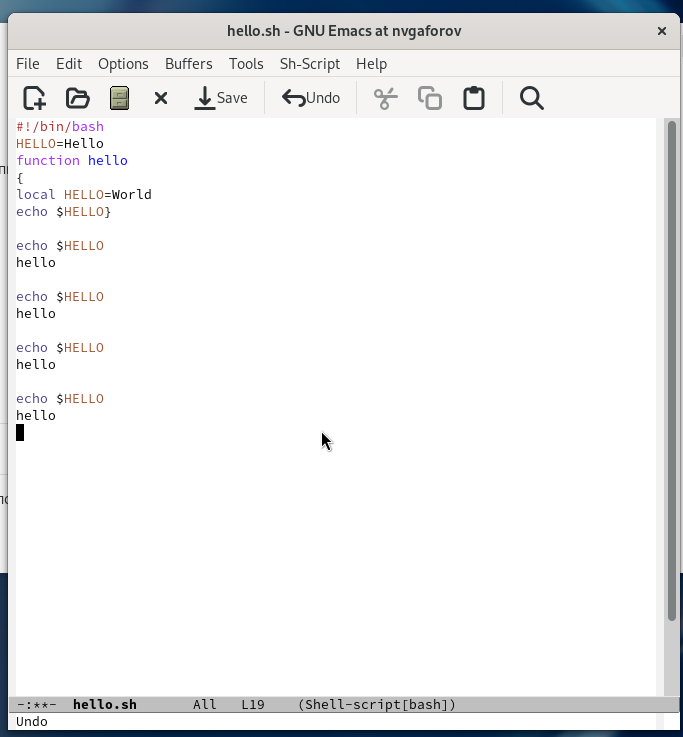 hello.sh - GNU Emacs at nvgaforov
File Edit Options Buffers Tools Sh-Script Help
Save Undo
#!/bin/bash
HELLO=Hello
function hello
{
local HELLO=World
echo $HELLO}
echo $HELLO
hello
echo $HELLO
hello
echo $HELLO
hello
echo $HELLO
hello
-:**- hello.sh All L19 (Shell-script[bash])
Undo